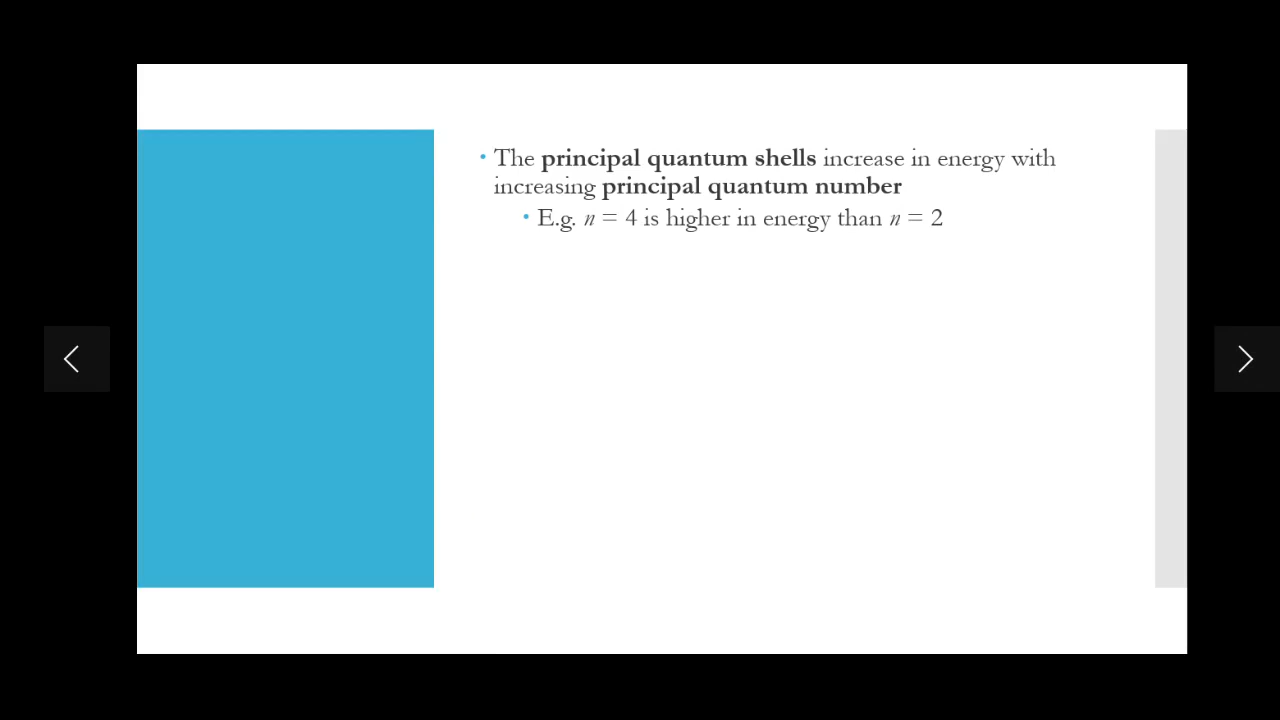 • The principal quantum shells increase in energy with
increasing principal quantum number
• E.g. n = 4 is higher in energy than n = 2